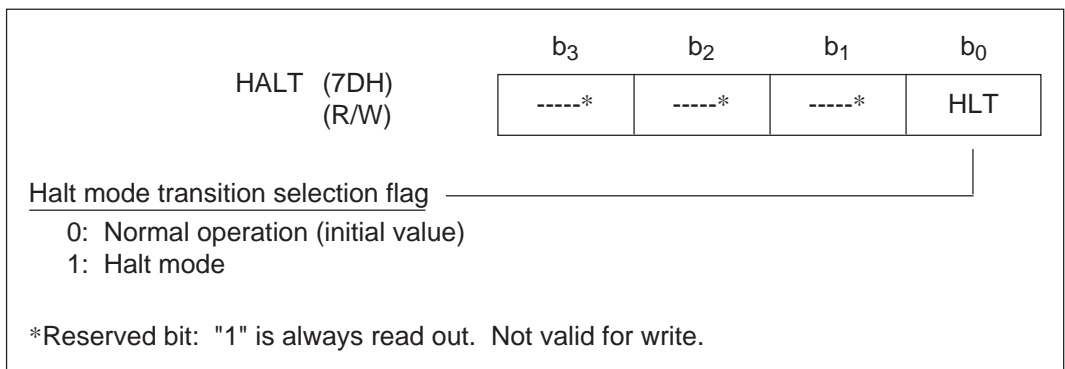 b3 b2 b1 b0
HALT (7DH) -----* -----* -----* HLT
(R/W)
Halt mode transition selection flag
0: Normal operation (initial value)
1: Halt mode
*Reserved bit: "1" is always read out. Not valid for write.